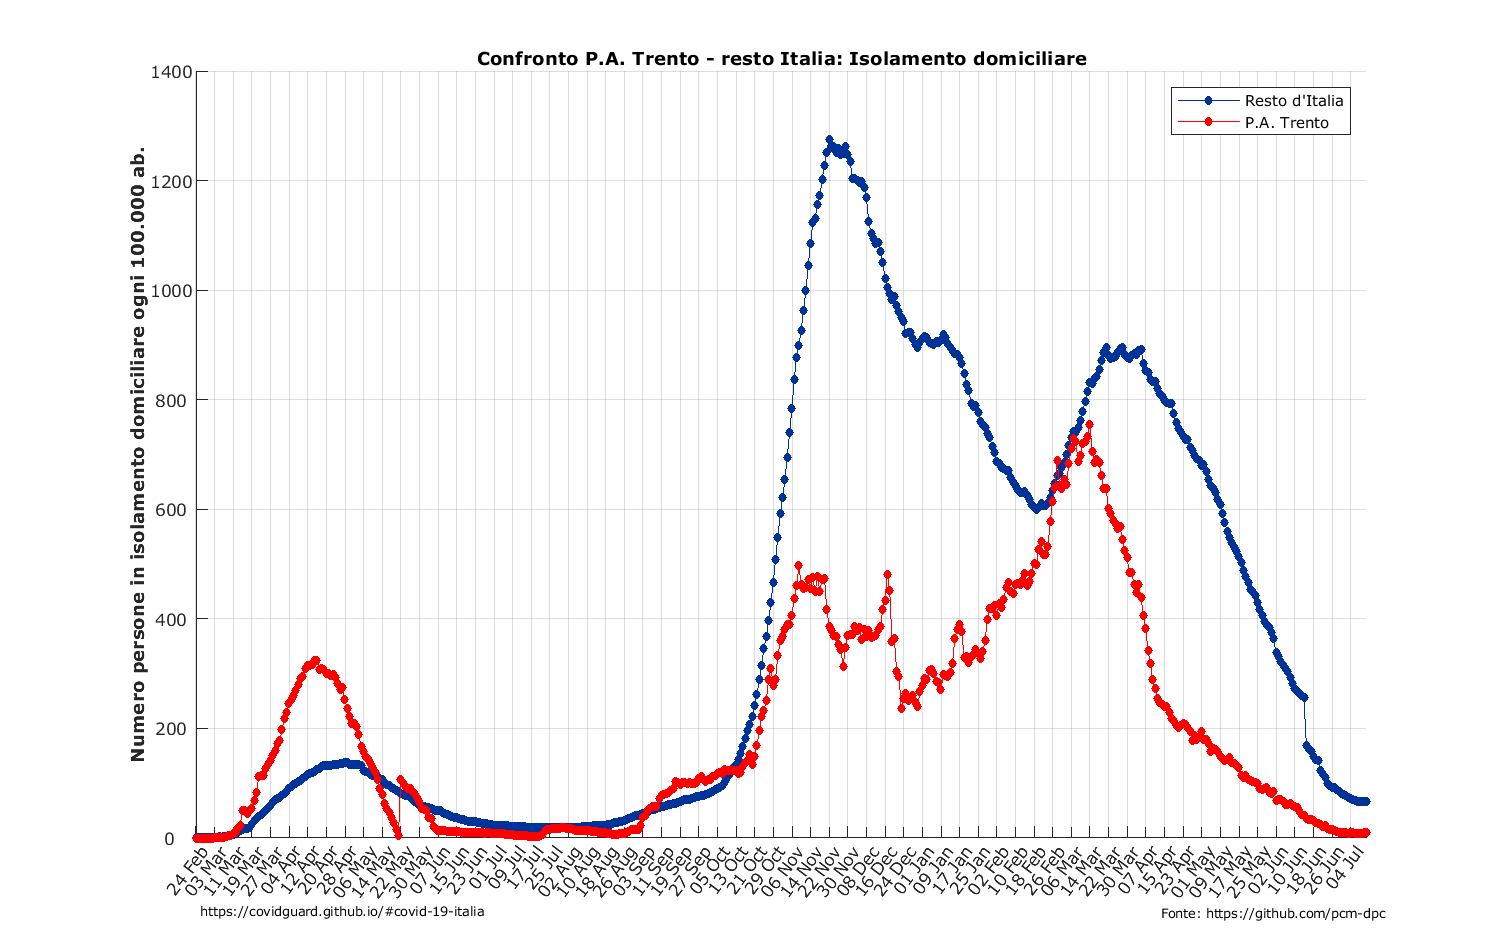 Confronto P.A. Trento - resto Italia: Isolamento domiciliare
Numero persone in isolamento domiciliare ogni 100.000 ab.
1400
1200
1000
800
600
400
200
0
Resto d'Italia
P.A. Trento
24 Feb
03 Mar
11 Mar
19 Mar
27 Mar
04 Apr
12 Apr
20 Apr
28 Apr
06 May
14 May
22 May
30 May
07 Jun
15 Jun
23 Jun
01 Jul
09 Jul
17 Jul
25 Jul
02 Aug
10 Aug
18 Aug
26 Aug
03 Sep
11 Sep
19 Sep
27 Sep
05 Oct
13 Oct
21 Oct
29 Oct
06 Nov
14 Nov
22 Nov
30 Nov
08 Dec
16 Dec
24 Dec
01 Jan
09 Jan
17 Jan
25 Jan
02 Feb
10 Feb
18 Feb
26 Feb
06 Mar
14 Mar
22 Mar
30 Mar
07 Apr
15 Apr
23 Apr
01 May
09 May
17 May
25 May
02 Jun
10 Jun
18 Jun
26 Jun
04 Jul
https://covidguard.github.io/#covid-19-italia
Fonte: https://github.com/pcm-dpc